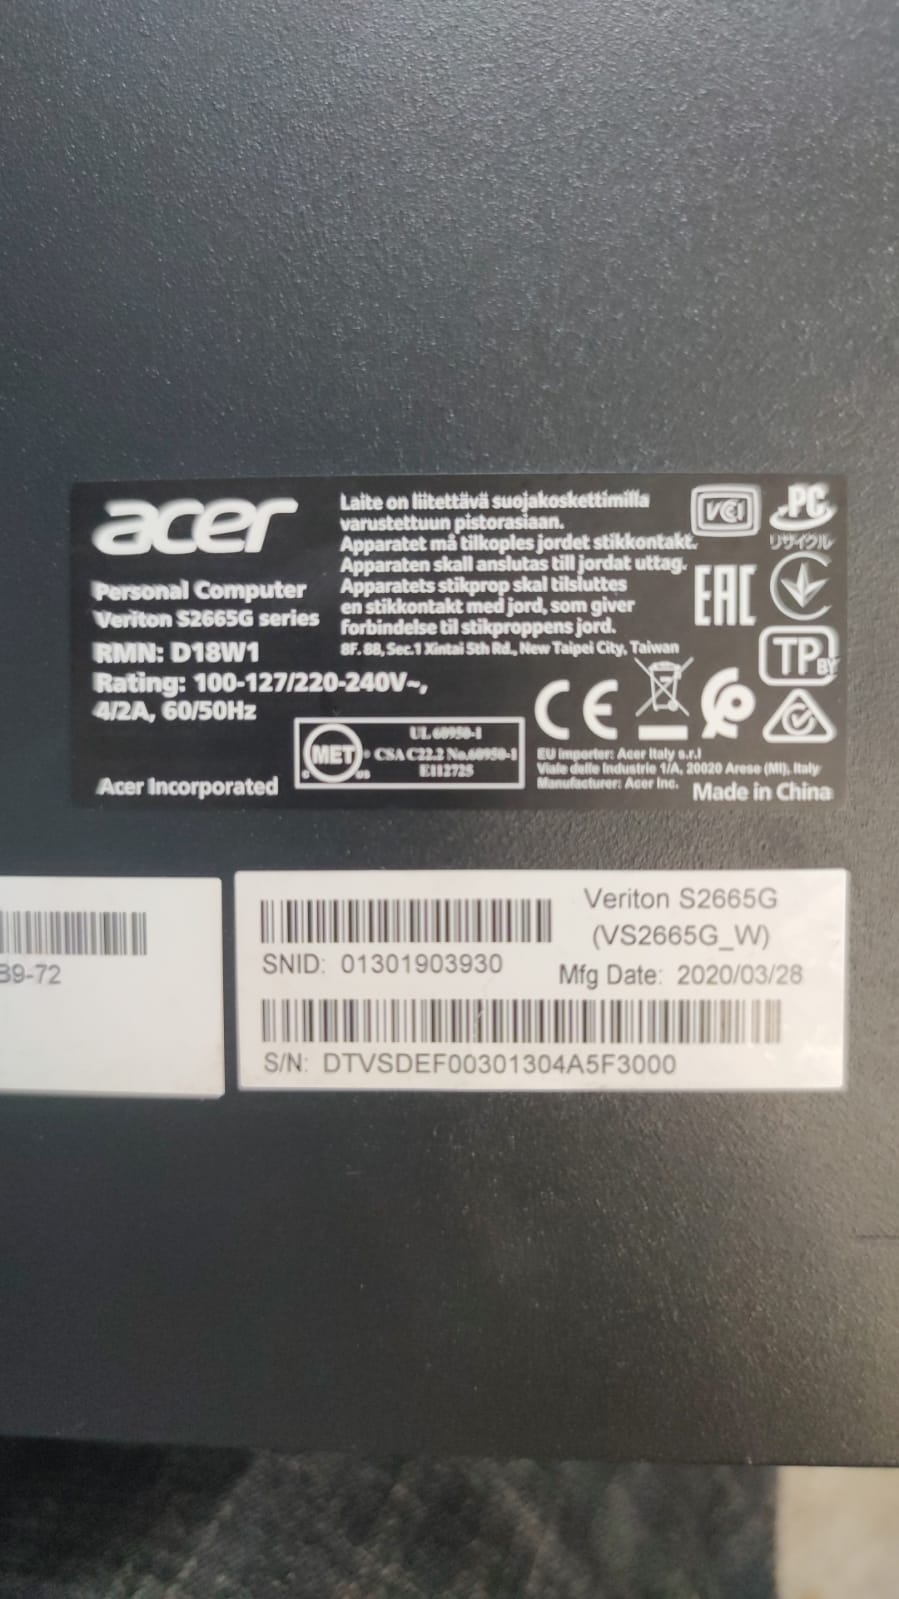 acer
Personal Computer
Veriton S2665G series
RMN: D18W1
Rating: 100-127/220-240V~,
4/2A, 60/50Hz
Acer Incorporated
Laite on liitettävä suojakoskettimilla
varustettuun pistorasiaan.
Apparatet må tilkoples jordet stikkontakt.
Apparaten skall anslutas till jordat uttag.
Apparatets stikprop skal tilsluttes
en stikkontakt med jord, som giver
forbindelse til stikproppens jord.
8F, 88, Sec.1 Xintai 5th Rd., New Taipei City, Taiwan
MET
C US
UL 60950-1
CSA C22.2 No.60950-1
E112725
VCI
PC
リサイクル
EAC
TP
BY
CE
EU importer: Acer Italy s.r.l
Viale delle Industrie 1/A, 20020 Arese (MI), Italy
Manufacturer: Acer Inc.
Made in China
39-72
Veriton S2665G
(VS2665G_W)
SNID: 01301903930
Mfg Date: 2020/03/28
S/N: DTVSDEF00301304A5F3000